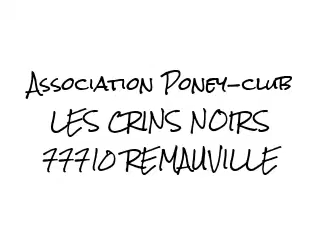 Association Poney-club
LES CRINS NOIRS
77710 REMAUVILLE